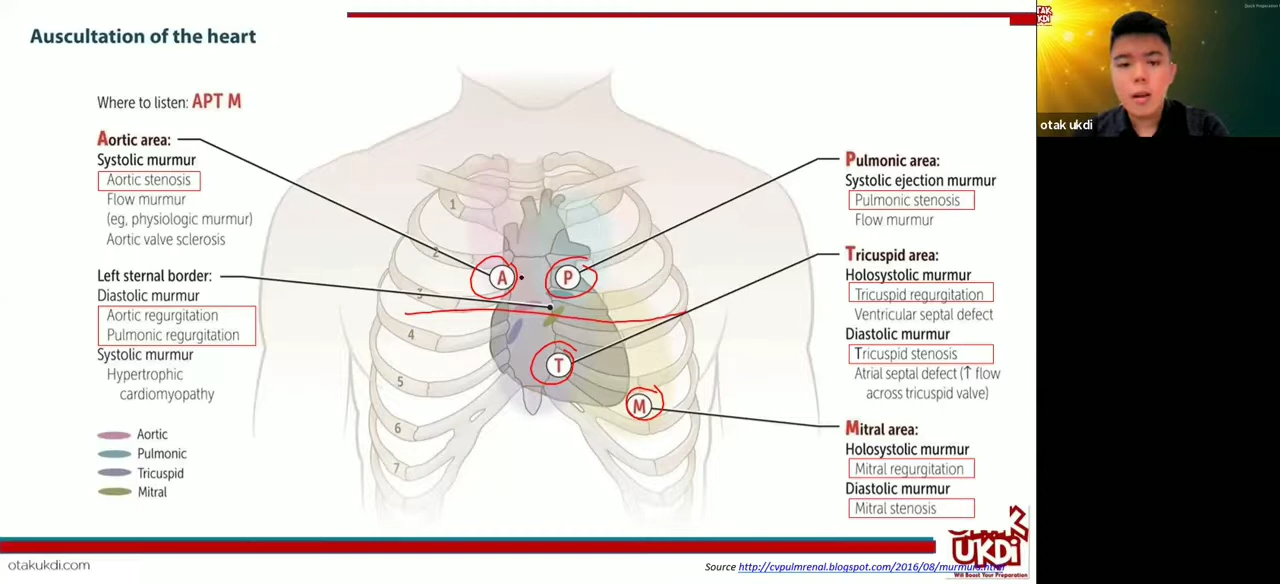 Auscultation of the heart
Where to listen: APT M
Aortic area:
Systolic murmur
Aortic stenosis
Flow murmur
(eg, physiologic murmur)
Aortic valve sclerosis
Left sternal border:
Diastolic murmur
Aortic regurgitation
Pulmonic regurgitation
Systolic murmur
Hypertrophic
cardiomyopathy
Aortic
Pulmonic
Tricuspid
Mitral
1
2
3
4
5
6
7
A
P
T
M
Pulmonic area:
Systolic ejection murmur
Pulmonic stenosis
Flow murmur
Tricuspid area:
Holosystolic murmur
Tricuspid regurgitation
Ventricular septal defect
Diastolic murmur
Tricuspid stenosis
Atrial septal defect (↑ flow
across tricuspid valve)
Mitral area:
Holosystolic murmur
Mitral regurgitation
Diastolic murmur
Mitral stenosis
otak ukdi
OTAK
UKDi
Will Boost Your Preparation
otakukdi.com
Source http://cvpulmrenal.blogspot.com/2016/08/murmurs.html